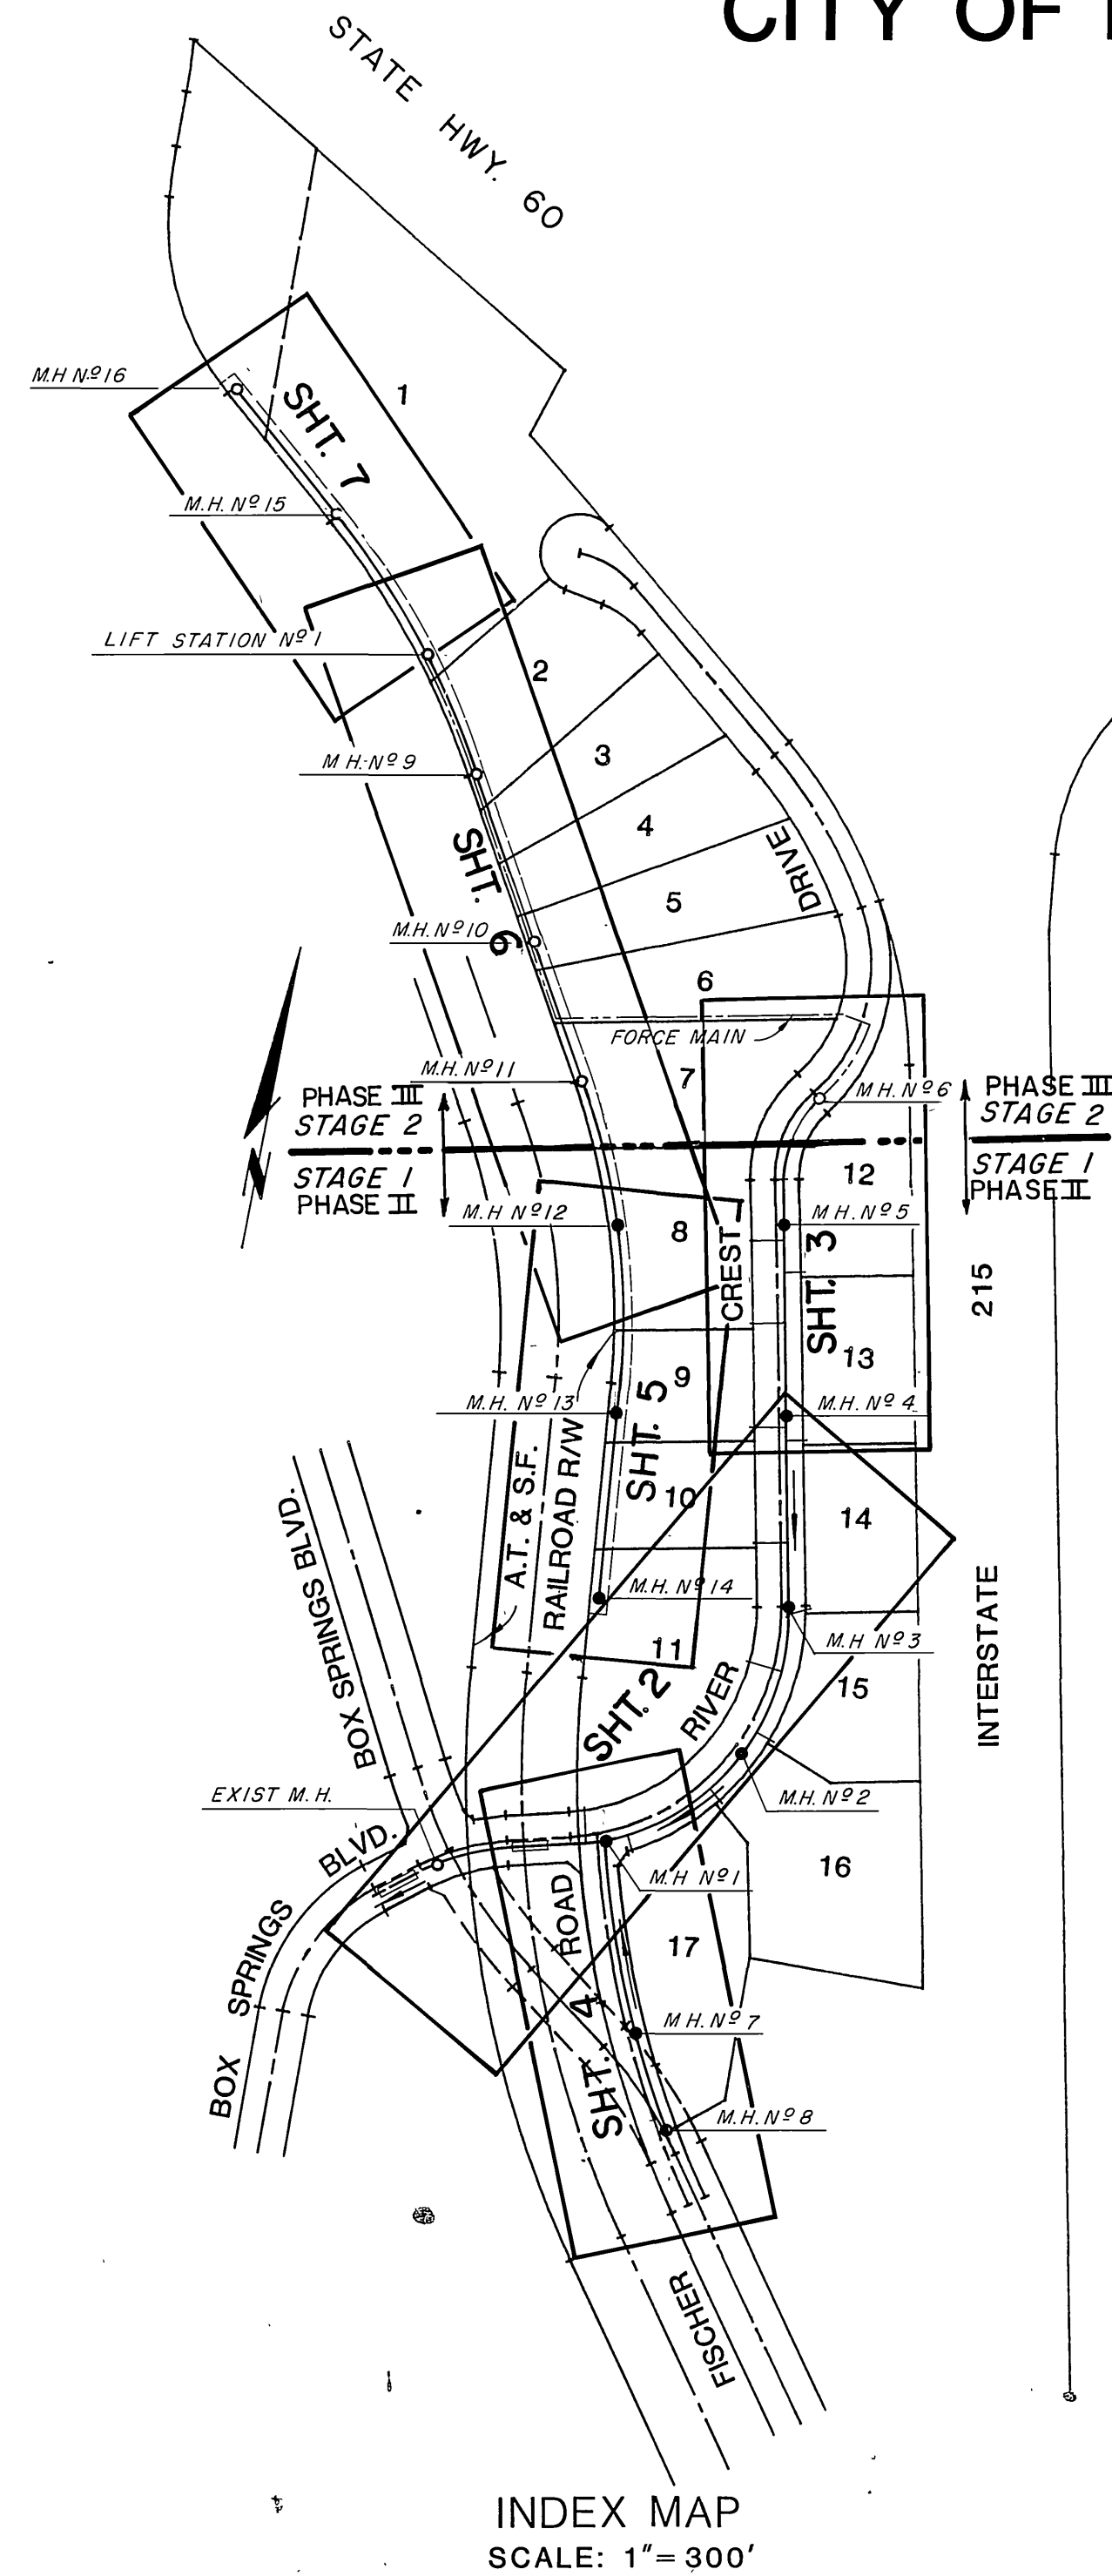 CITY OF
STATE HWY. 60
M.H Nº 16
SHT. 7
1
M.H. Nº 15
LIFT STATION Nº 1
2
M H. Nº 9
3
SHT. 6
4
DRIVE
5
M.H. Nº 10
6
FORCE MAIN
M.H. Nº 11
7
M H. Nº 6
PHASE III
STAGE 2
STAGE 1
PHASE II
PHASE III
STAGE 2
STAGE 1
PHASE II
12
M.H Nº 12
8
M H. Nº 5
CREST
SHT. 3
215
13
9
M.H. Nº 13
SHT. 5
M.H. Nº 4
A.T. & S.F.
RAILROAD R/W
10
14
BOX SPRINGS BLVD.
M.H. Nº 14
INTERSTATE
M.H Nº 3
11
15
SHT. 2
RIVER
EXIST M.H.
M.H. Nº 2
BOX SPRINGS BLVD.
M.H Nº 1
16
ROAD
17
SHT. 4
M H. Nº 7
M.H. Nº 8
FISCHER
INDEX MAP
SCALE: 1"= 300'